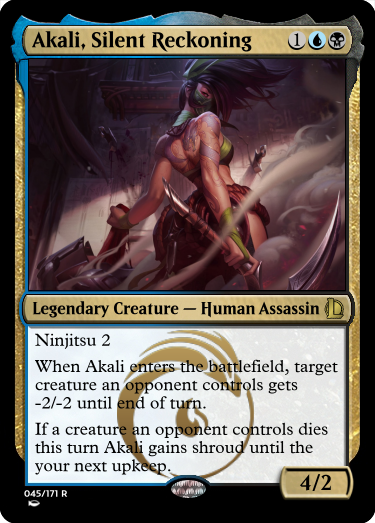 Akali, Silent Reckoning 1
Legendary Creature — Human Assassin
Ninjitsu 2
When Akali enters the battlefield, target
creature an opponent controls gets
-2/-2 until end of turn.
If a creature an opponent controls dies
this turn Akali gains shroud until the
your next upkeep.
4/2
045/171 R